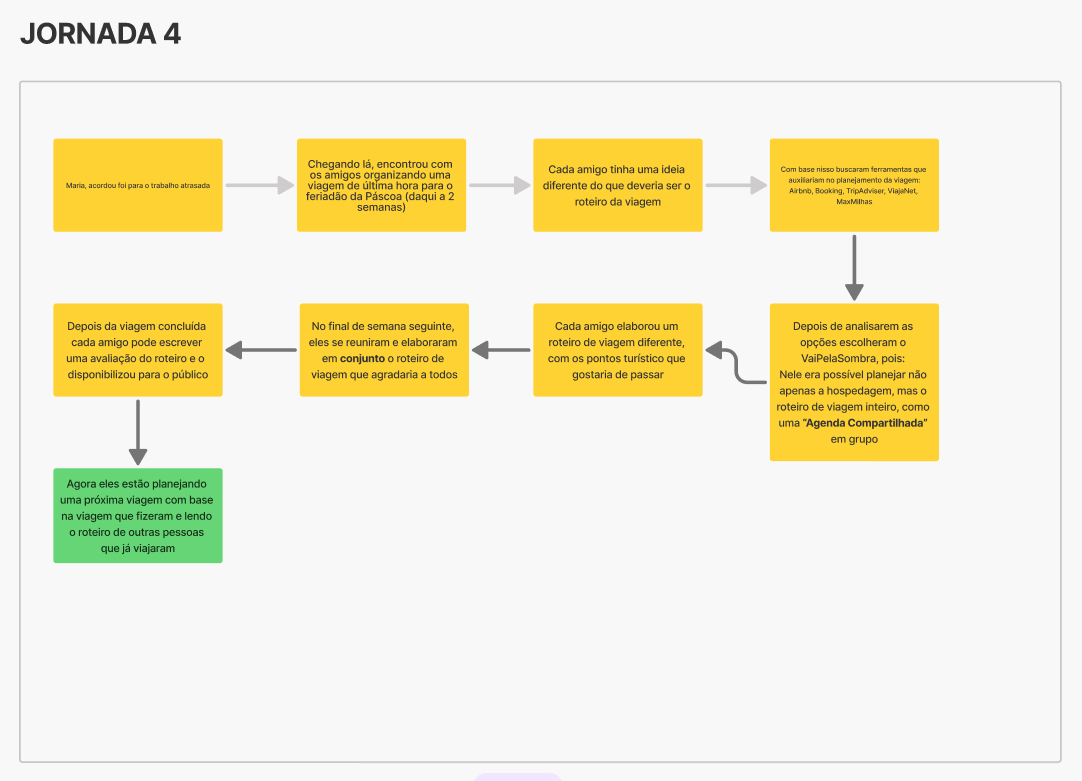 JORNADA 4
Maria, acordou foi para o trabalho atrasada
Chegando lá, encontrou com
os amigos organizando uma
viagem de última hora para o
feriadão da Páscoa (daqui a 2
semanas)
Cada amigo tinha uma ideia
diferente do que deveria ser o
roteiro da viagem
Com base nisso buscaram ferramentas que
auxiliariam no planejamento da viagem:
Airbnb, Booking, TripAdviser, ViajaNet,
MaxMilhas
Depois de analisarem as
opções escolheram o
VaiPelaSombra, pois:
Nele era possível planejar não
apenas a hospedagem, mas o
roteiro de viagem inteiro, como
uma "Agenda Compartilhada"
em grupo
Cada amigo elaborou um
roteiro de viagem diferente,
com os pontos turístico que
gostaria de passar
No final de semana seguinte,
eles se reuniram e elaboraram
em conjunto o roteiro de
viagem que agradaria a todos
Depois da viagem concluída
cada amigo pode escrever
uma avaliação do roteiro e o
disponibilizou para o público
Agora eles estão planejando
uma próxima viagem com base
na viagem que fizeram e lendo
o roteiro de outras pessoas
que já viajaram